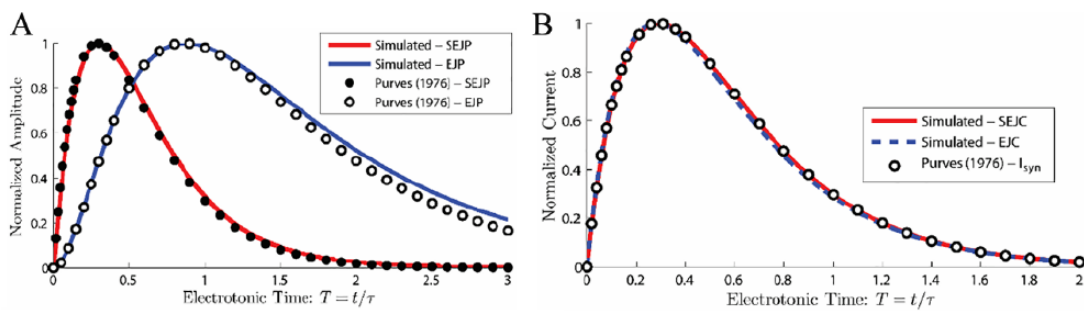 A
Normalized Amplitude
1
0.8
0.6
0.4
0.2
0
0 0.5 1 1.5 2 2.5 3
Electrotonic Time: T = t/τ
Simulated – SEJP
Simulated – EJP
Purves (1976) – SEJP
Purves (1976) – EJP
B
Normalized Current
1
0.8
0.6
0.4
0.2
0
0 0.2 0.4 0.6 0.8 1 1.2 1.4 1.6 1.8 2
Electrotonic Time: T = t/τ
Simulated – SEJC
Simulated – EJC
Purves (1976) – Isyn